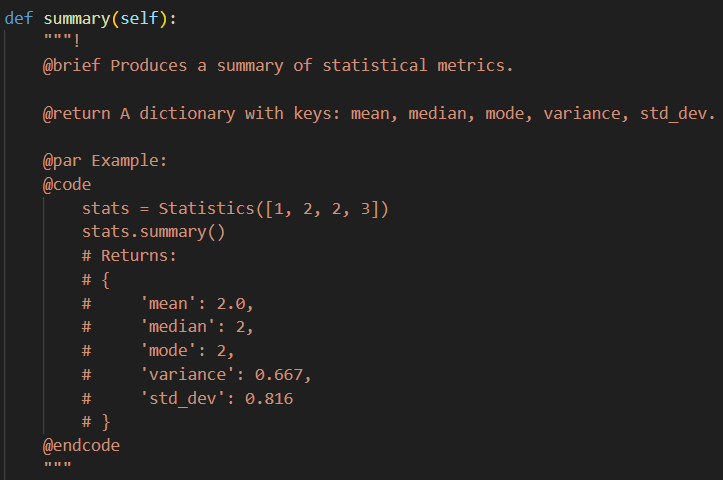 def summary(self):
    """!
    @brief Produces a summary of statistical metrics.

    @return A dictionary with keys: mean, median, mode, variance, std_dev.

    @par Example:
    @code
        stats = Statistics([1, 2, 2, 3])
        stats.summary()
        # Returns:
        # {
        #     'mean': 2.0,
        #     'median': 2,
        #     'mode': 2,
        #     'variance': 0.667,
        #     'std_dev': 0.816
        # }
    @endcode
    """